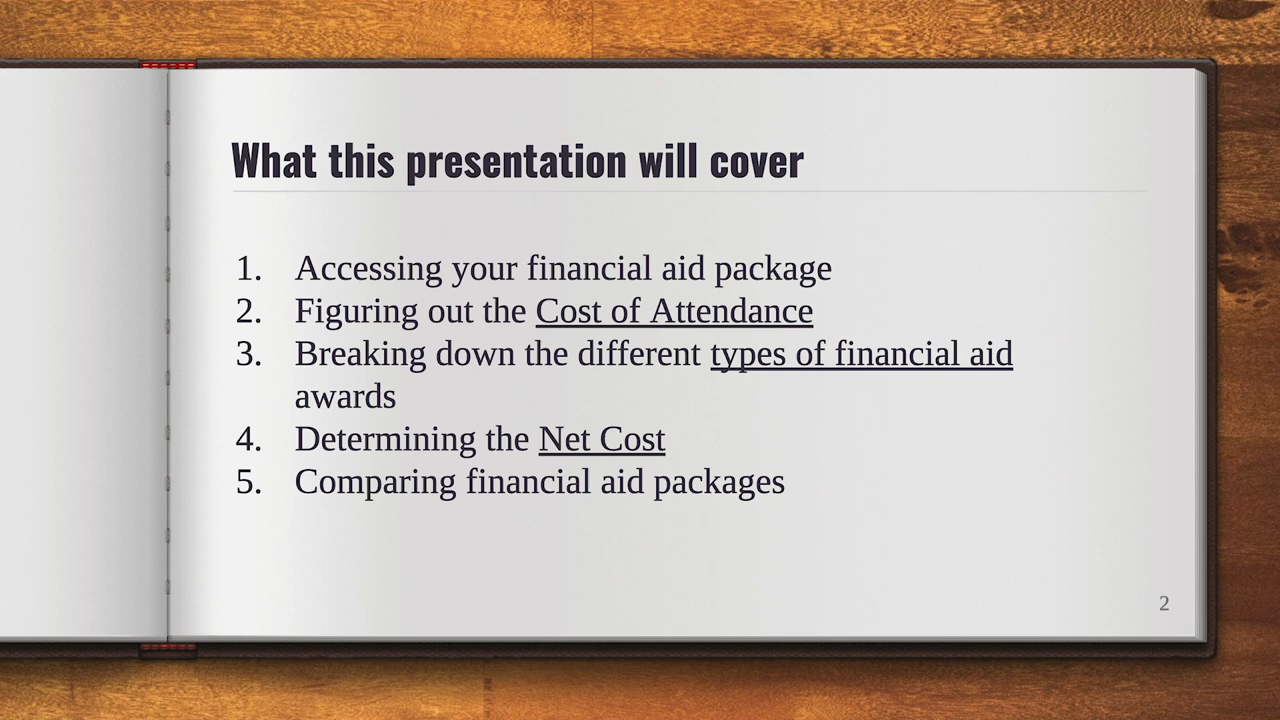 What this presentation will cover
1. Accessing your financial aid package
2. Figuring out the Cost of Attendance
3. Breaking down the different types of financial aid
awards
4. Determining the Net Cost
5. Comparing financial aid packages
2